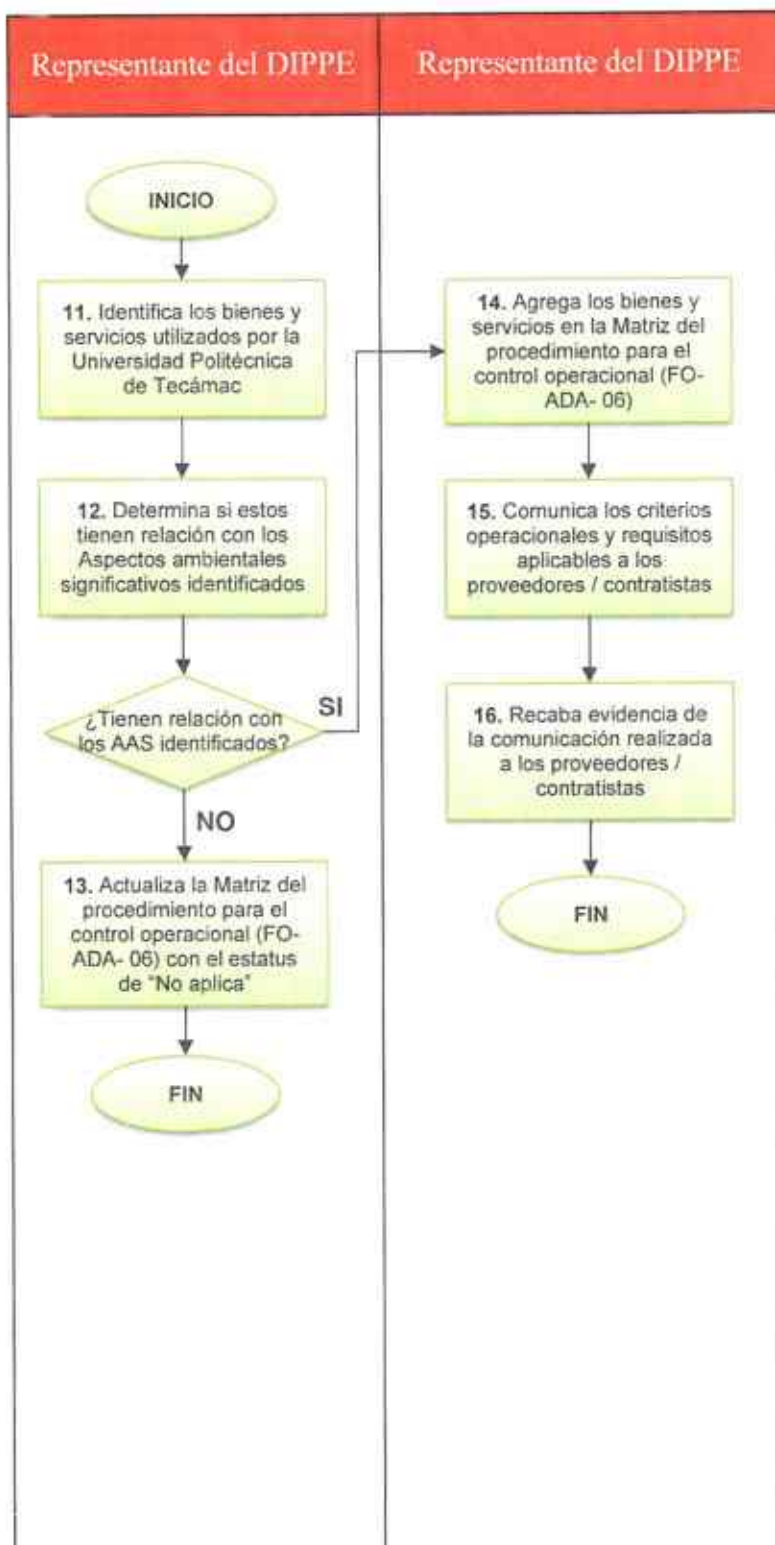 Representante del DIPPE
Representante del DIPPE
INICIO
11. Identifica los bienes y
servicios utilizados por la
Universidad Politécnica
de Tecámac
12. Determina si estos
tienen relación con los
Aspectos ambientales
significativos identificados
¿Tienen relación con
los AAS identificados?
SI
NO
13. Actualiza la Matriz del
procedimiento para el
control operacional (FO-
ADA- 06) con el estatus
de "No aplica"
FIN
14. Agrega los bienes y
servicios en la Matriz del
procedimiento para el
control operacional (FO-
ADA- 06)
15. Comunica los criterios
operacionales y requisitos
aplicables a los
proveedores / contratistas
16. Recaba evidencia de
la comunicación realizada
a los proveedores /
contratistas
FIN